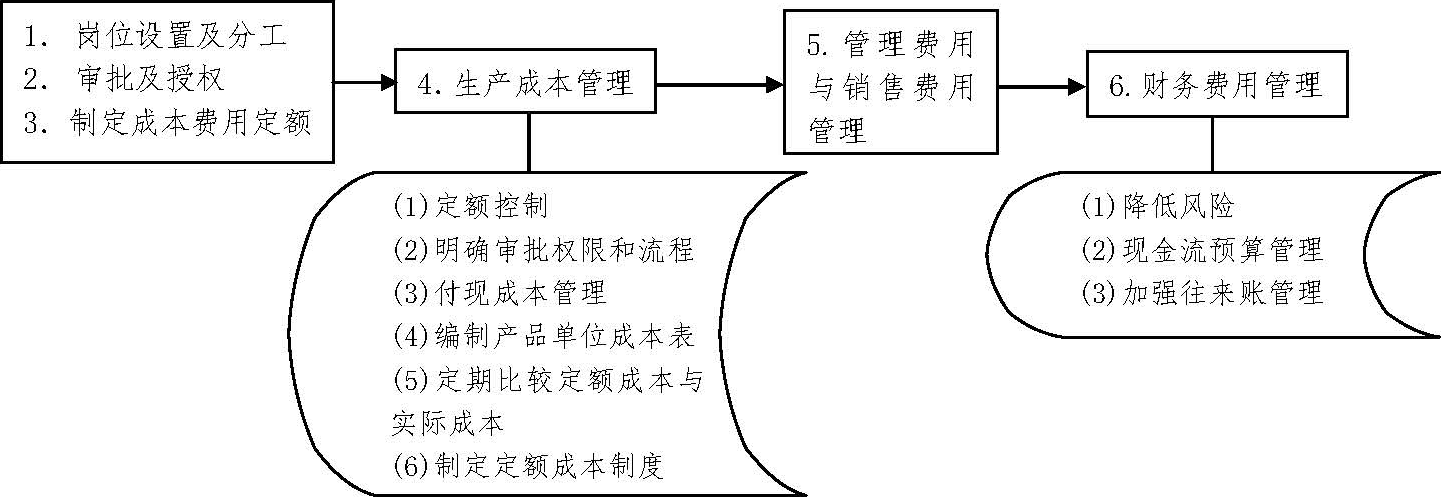 1. 岗位设置及分工
2. 审批及授权
3. 制定成本费用定额
4.生产成本管理
5.管理费用
与销售费用
管理
6.财务费用管理
(1)定额控制
(2)明确审批权限和流程
(3)付现成本管理
(4)编制产品单位成本表
(5)定期比较定额成本与
实际成本
(6)制定定额成本制度
(1)降低风险
(2)现金流预算管理
(3)加强往来账管理